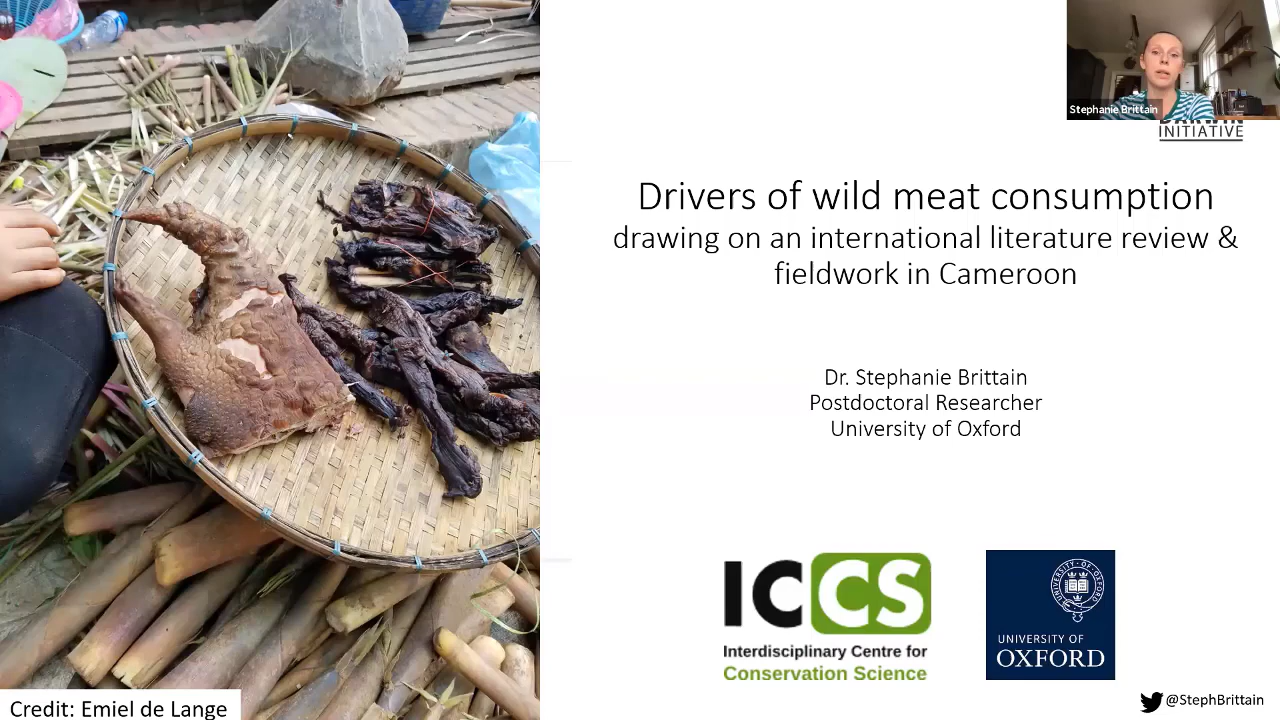 Stephanie Brittain
INITIATIVE
Drivers of wild meat consumption
drawing on an international literature review &
fieldwork in Cameroon
Dr. Stephanie Brittain
Postdoctoral Researcher
University of Oxford
ICCS
Interdisciplinary Centre for
Conservation Science
UNIVERSITY OF
OXFORD
@StephBrittain
Credit: Emiel de Lange